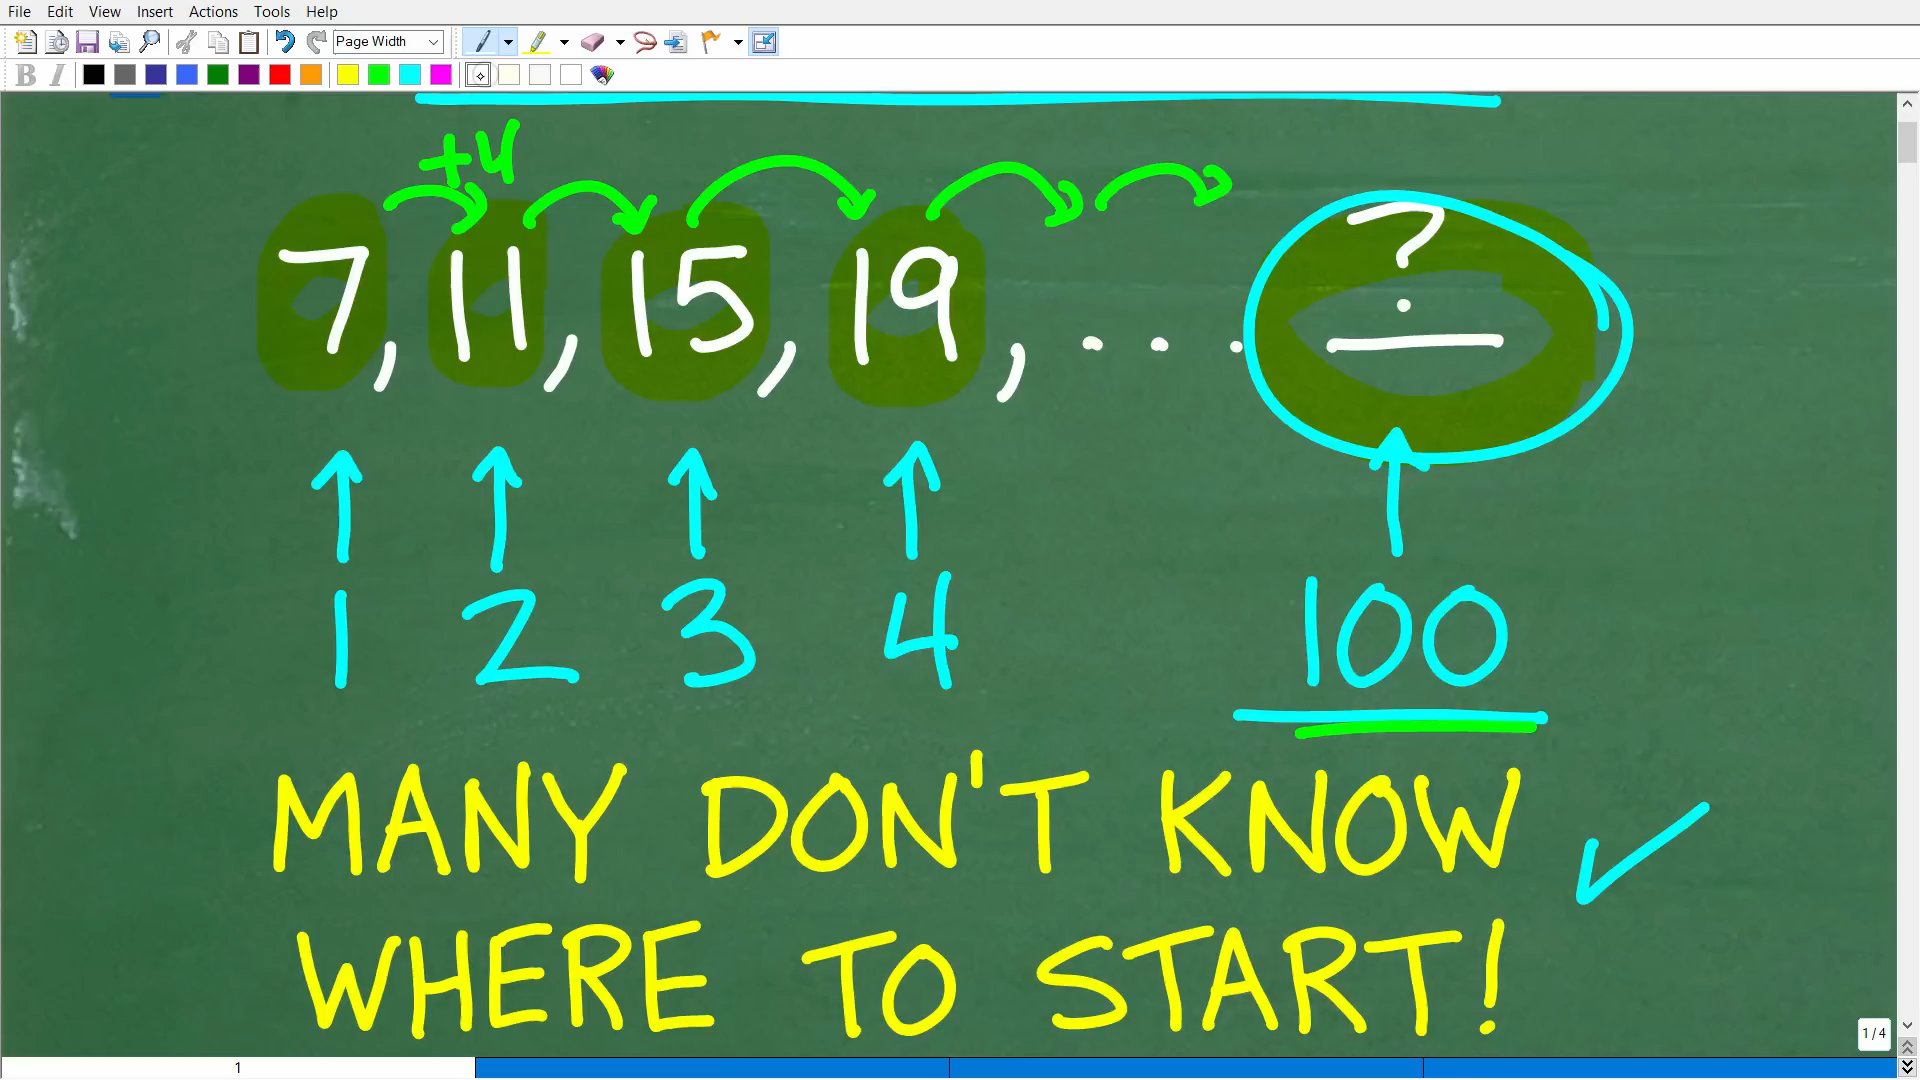 File Edit View Insert Actions Tools Help
Page Width
B I
+4
7, 11, 15, 19, . . . ?
1 2 3 4 100
MANY DON'T KNOW
WHERE TO START!
1 / 4
1